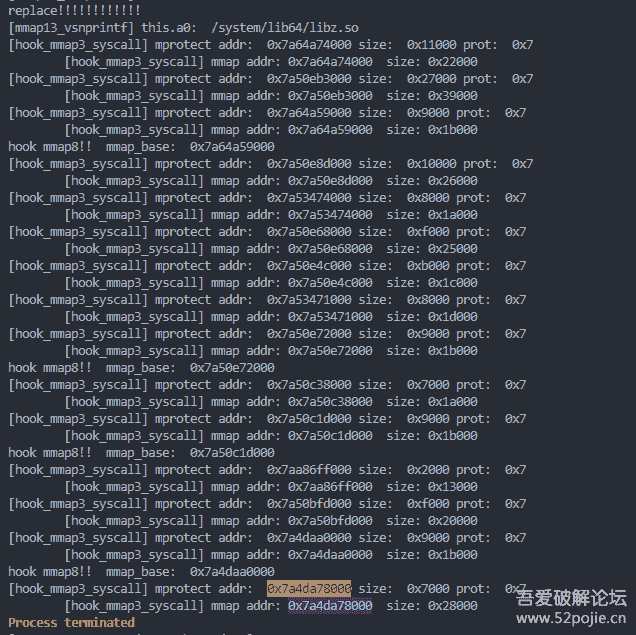 replace!!!!!!!!!!!!
[mmap13_vsnprintf] this.a0:  /system/lib64/libz.so
[hook_mmap3_syscall] mprotect addr:  0x7a64a74000 size:  0x11000 prot:  0x7
[hook_mmap3_syscall] mmap addr: 0x7a64a74000  size: 0x22000
[hook_mmap3_syscall] mprotect addr:  0x7a50eb3000 size:  0x27000 prot:  0x7
[hook_mmap3_syscall] mmap addr: 0x7a50eb3000  size: 0x39000
[hook_mmap3_syscall] mprotect addr:  0x7a64a59000 size:  0x9000 prot:  0x7
[hook_mmap3_syscall] mmap addr: 0x7a64a59000  size: 0x1b000
hook mmap8!!  mmap_base:  0x7a64a59000
[hook_mmap3_syscall] mprotect addr:  0x7a50e8d000 size:  0x10000 prot:  0x7
[hook_mmap3_syscall] mmap addr: 0x7a50e8d000  size: 0x26000
[hook_mmap3_syscall] mprotect addr:  0x7a53474000 size:  0x8000 prot:  0x7
[hook_mmap3_syscall] mmap addr: 0x7a53474000  size: 0x1a000
[hook_mmap3_syscall] mprotect addr:  0x7a50e68000 size:  0xf000 prot:  0x7
[hook_mmap3_syscall] mmap addr: 0x7a50e68000  size: 0x25000
[hook_mmap3_syscall] mprotect addr:  0x7a50e4c000 size:  0xb000 prot:  0x7
[hook_mmap3_syscall] mmap addr: 0x7a50e4c000  size: 0x1c000
[hook_mmap3_syscall] mprotect addr:  0x7a53471000 size:  0x8000 prot:  0x7
[hook_mmap3_syscall] mmap addr: 0x7a53471000  size: 0x1d000
[hook_mmap3_syscall] mprotect addr:  0x7a50e72000 size:  0x9000 prot:  0x7
[hook_mmap3_syscall] mmap addr: 0x7a50e72000  size: 0x1b000
hook mmap8!!  mmap_base:  0x7a50e72000
[hook_mmap3_syscall] mprotect addr:  0x7a50c38000 size:  0x7000 prot:  0x7
[hook_mmap3_syscall] mmap addr: 0x7a50c38000  size: 0x1a000
[hook_mmap3_syscall] mprotect addr:  0x7a50c1d000 size:  0x9000 prot:  0x7
[hook_mmap3_syscall] mmap addr: 0x7a50c1d000  size: 0x1b000
hook mmap8!!  mmap_base:  0x7a50c1d000
[hook_mmap3_syscall] mprotect addr:  0x7aa86ff000 size:  0x2000 prot:  0x7
[hook_mmap3_syscall] mmap addr: 0x7aa86ff000  size: 0x13000
[hook_mmap3_syscall] mprotect addr:  0x7a50bfd000 size:  0xf000 prot:  0x7
[hook_mmap3_syscall] mmap addr: 0x7a50bfd000  size: 0x20000
[hook_mmap3_syscall] mprotect addr:  0x7a4daa0000 size:  0x9000 prot:  0x7
[hook_mmap3_syscall] mmap addr: 0x7a4daa0000  size: 0x1b000
hook mmap8!!  mmap_base:  0x7a4daa0000
[hook_mmap3_syscall] mprotect addr:  0x7a4da78000 size:  0x7000 prot:  0x7
[hook_mmap3_syscall] mmap addr: 0x7a4da78000  size: 0x28000
Process terminated
吾爱破解论坛
www.52pojie.cn